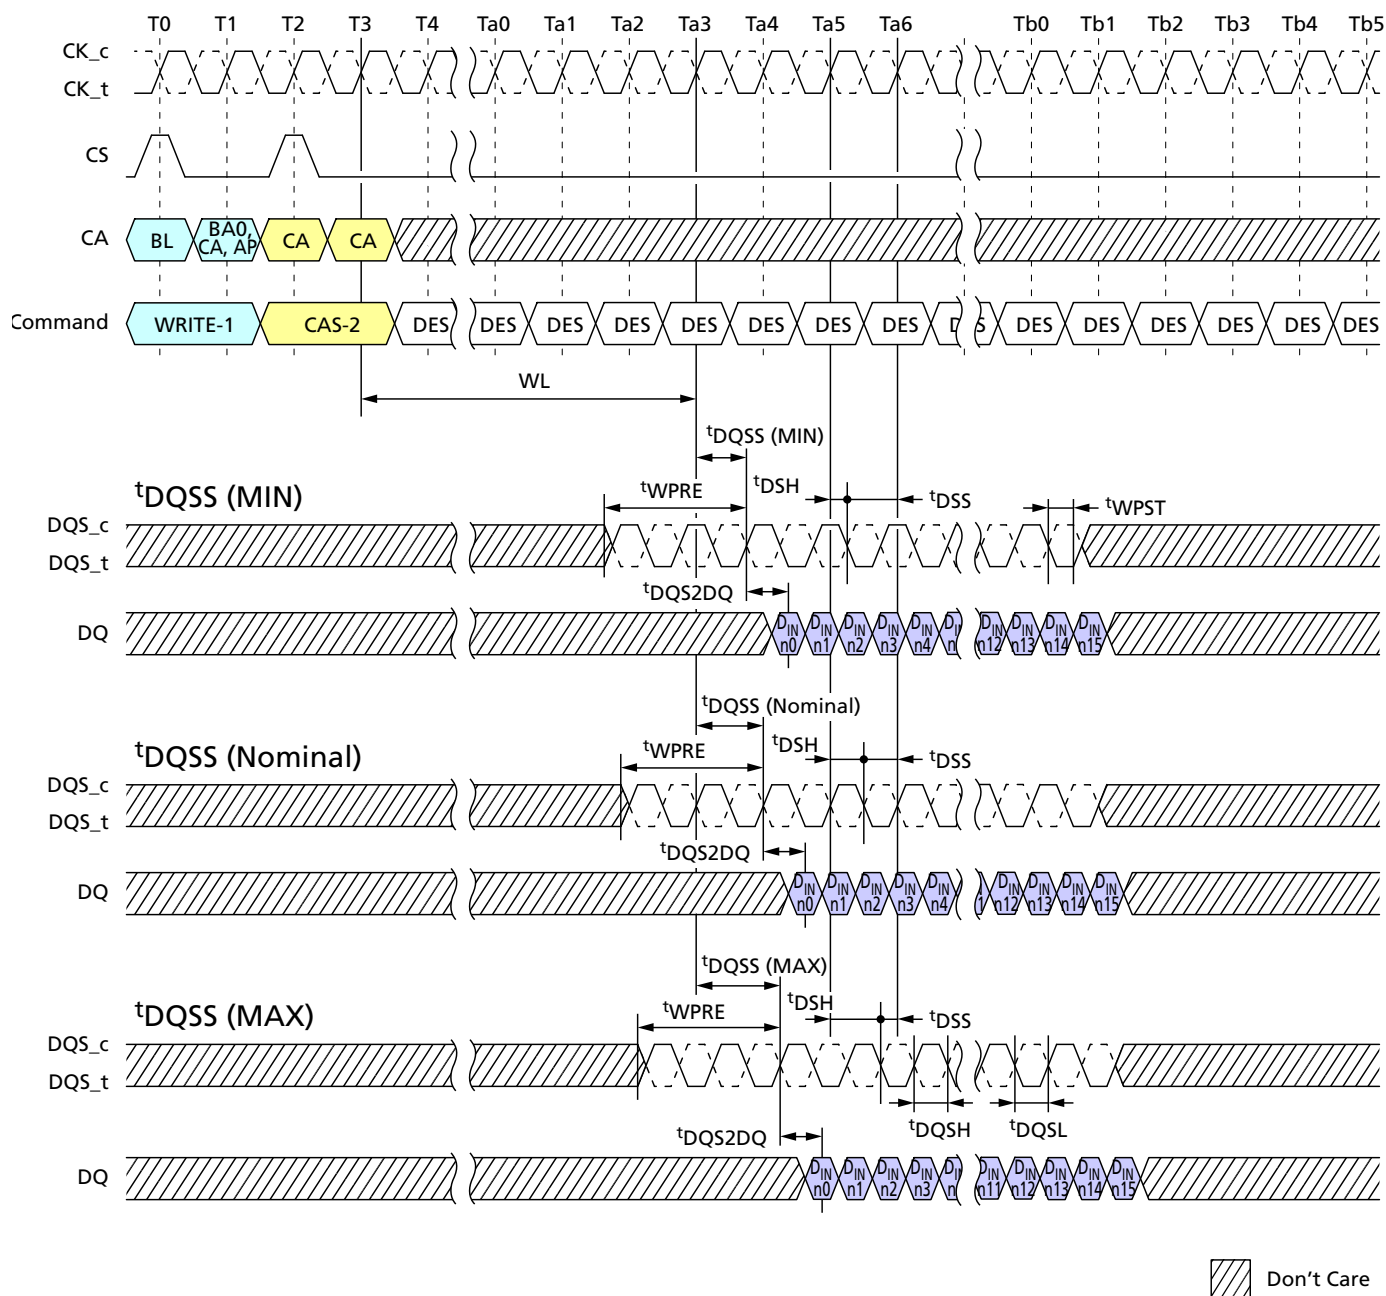 T0 T1 T2 T3 T4 Ta0 Ta1 Ta2 Ta3 Ta4 Ta5 Ta6 Tb0 Tb1 Tb2 Tb3 Tb4 Tb5
CK_c
CK_t
CS
CA BL BA0, CA, AP CA CA
Command WRITE-1 CAS-2 DES DES DES DES DES DES DES DES DES DES DES DES DES DES
WL
tDQSS (MIN)
tDQSS (MIN) tWPRE tDSH tDSS tWPST
DQS_c
DQS_t
tDQS2DQ
DQ DIN n0 DIN n1 DIN n2 DIN n3 DIN n4 DIN n12 DIN n13 DIN n14 DIN n15
tDQSS (Nominal)
tDQSS (Nominal) tWPRE tDSH tDSS
DQS_c
DQS_t
tDQS2DQ
DQ DIN n0 DIN n1 DIN n2 DIN n3 DIN n4 DIN n12 DIN n13 DIN n14 DIN n15
tDQSS (MAX)
tDQSS (MAX) tWPRE tDSH tDSS
DQS_c
DQS_t
tDQSH tDQSL
tDQS2DQ
DQ DIN n0 DIN n1 DIN n2 DIN n3 DIN n11 DIN n12 DIN n13 DIN n14 DIN n15
Don't Care